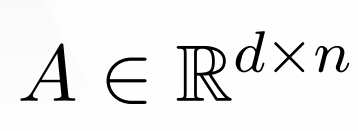 A ∈ ℝ^{d×n}